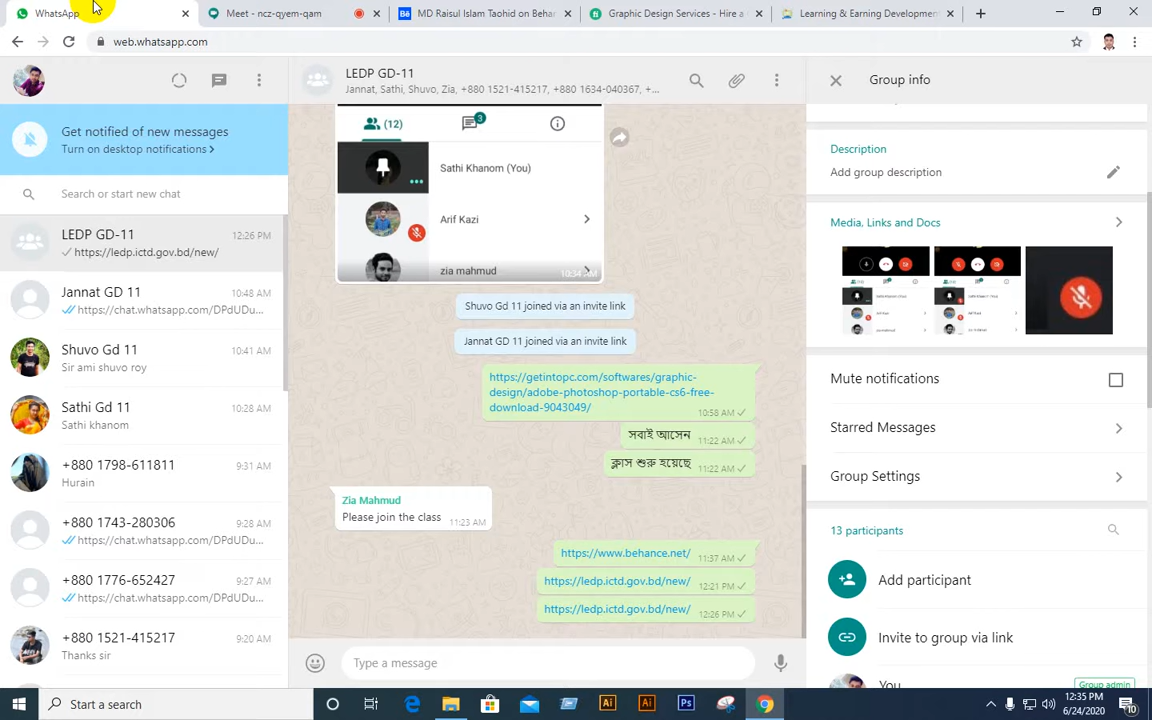 WhatsApp
Meet - ncz-qyem-qam
MD Raisul Islam Taohid on Behan
Graphic Design Services - Hire a
Learning & Earning Development
web.whatsapp.com
LEDP GD-11
Jannat, Sathi, Shuvo, Zia, +880 1521-415217, +880 1634-040367, +...
Group info
Get notified of new messages
Turn on desktop notifications >
Search or start new chat
LEDP GD-11
12:26 PM
https://ledp.ictd.gov.bd/new/
Jannat GD 11
10:48 AM
https://chat.whatsapp.com/DPdUDu...
Shuvo Gd 11
10:41 AM
Sir ami shuvo roy
Sathi Gd 11
10:28 AM
Sathi khanom
+880 1798-611811
9:31 AM
Hurain
+880 1743-280306
9:28 AM
https://chat.whatsapp.com/DPdUDu...
+880 1776-652427
9:27 AM
https://chat.whatsapp.com/DPdUDu...
+880 1521-415217
9:20 AM
Thanks sir
(12)
3
Sathi Khanom (You)
Arif Kazi
zia mahmud
10:34 AM
Shuvo Gd 11 joined via an invite link
Jannat GD 11 joined via an invite link
https://getintopc.com/softwares/graphic-
design/adobe-photoshop-portable-cs6-free-
download-9043049/
10:58 AM
সবাই আসেন
11:22 AM
ক্লাস শুরু হয়েছে
11:22 AM
Zia Mahmud
Please join the class
11:23 AM
https://www.behance.net/
11:37 AM
https://ledp.ictd.gov.bd/new/
12:21 PM
https://ledp.ictd.gov.bd/new/
12:26 PM
Type a message
Description
Add group description
Media, Links and Docs
Mute notifications
Starred Messages
Group Settings
13 participants
Add participant
Invite to group via link
You
Group admin
Start a search
Ai
Ai
Ps
12:35 PM
6/24/2020
10